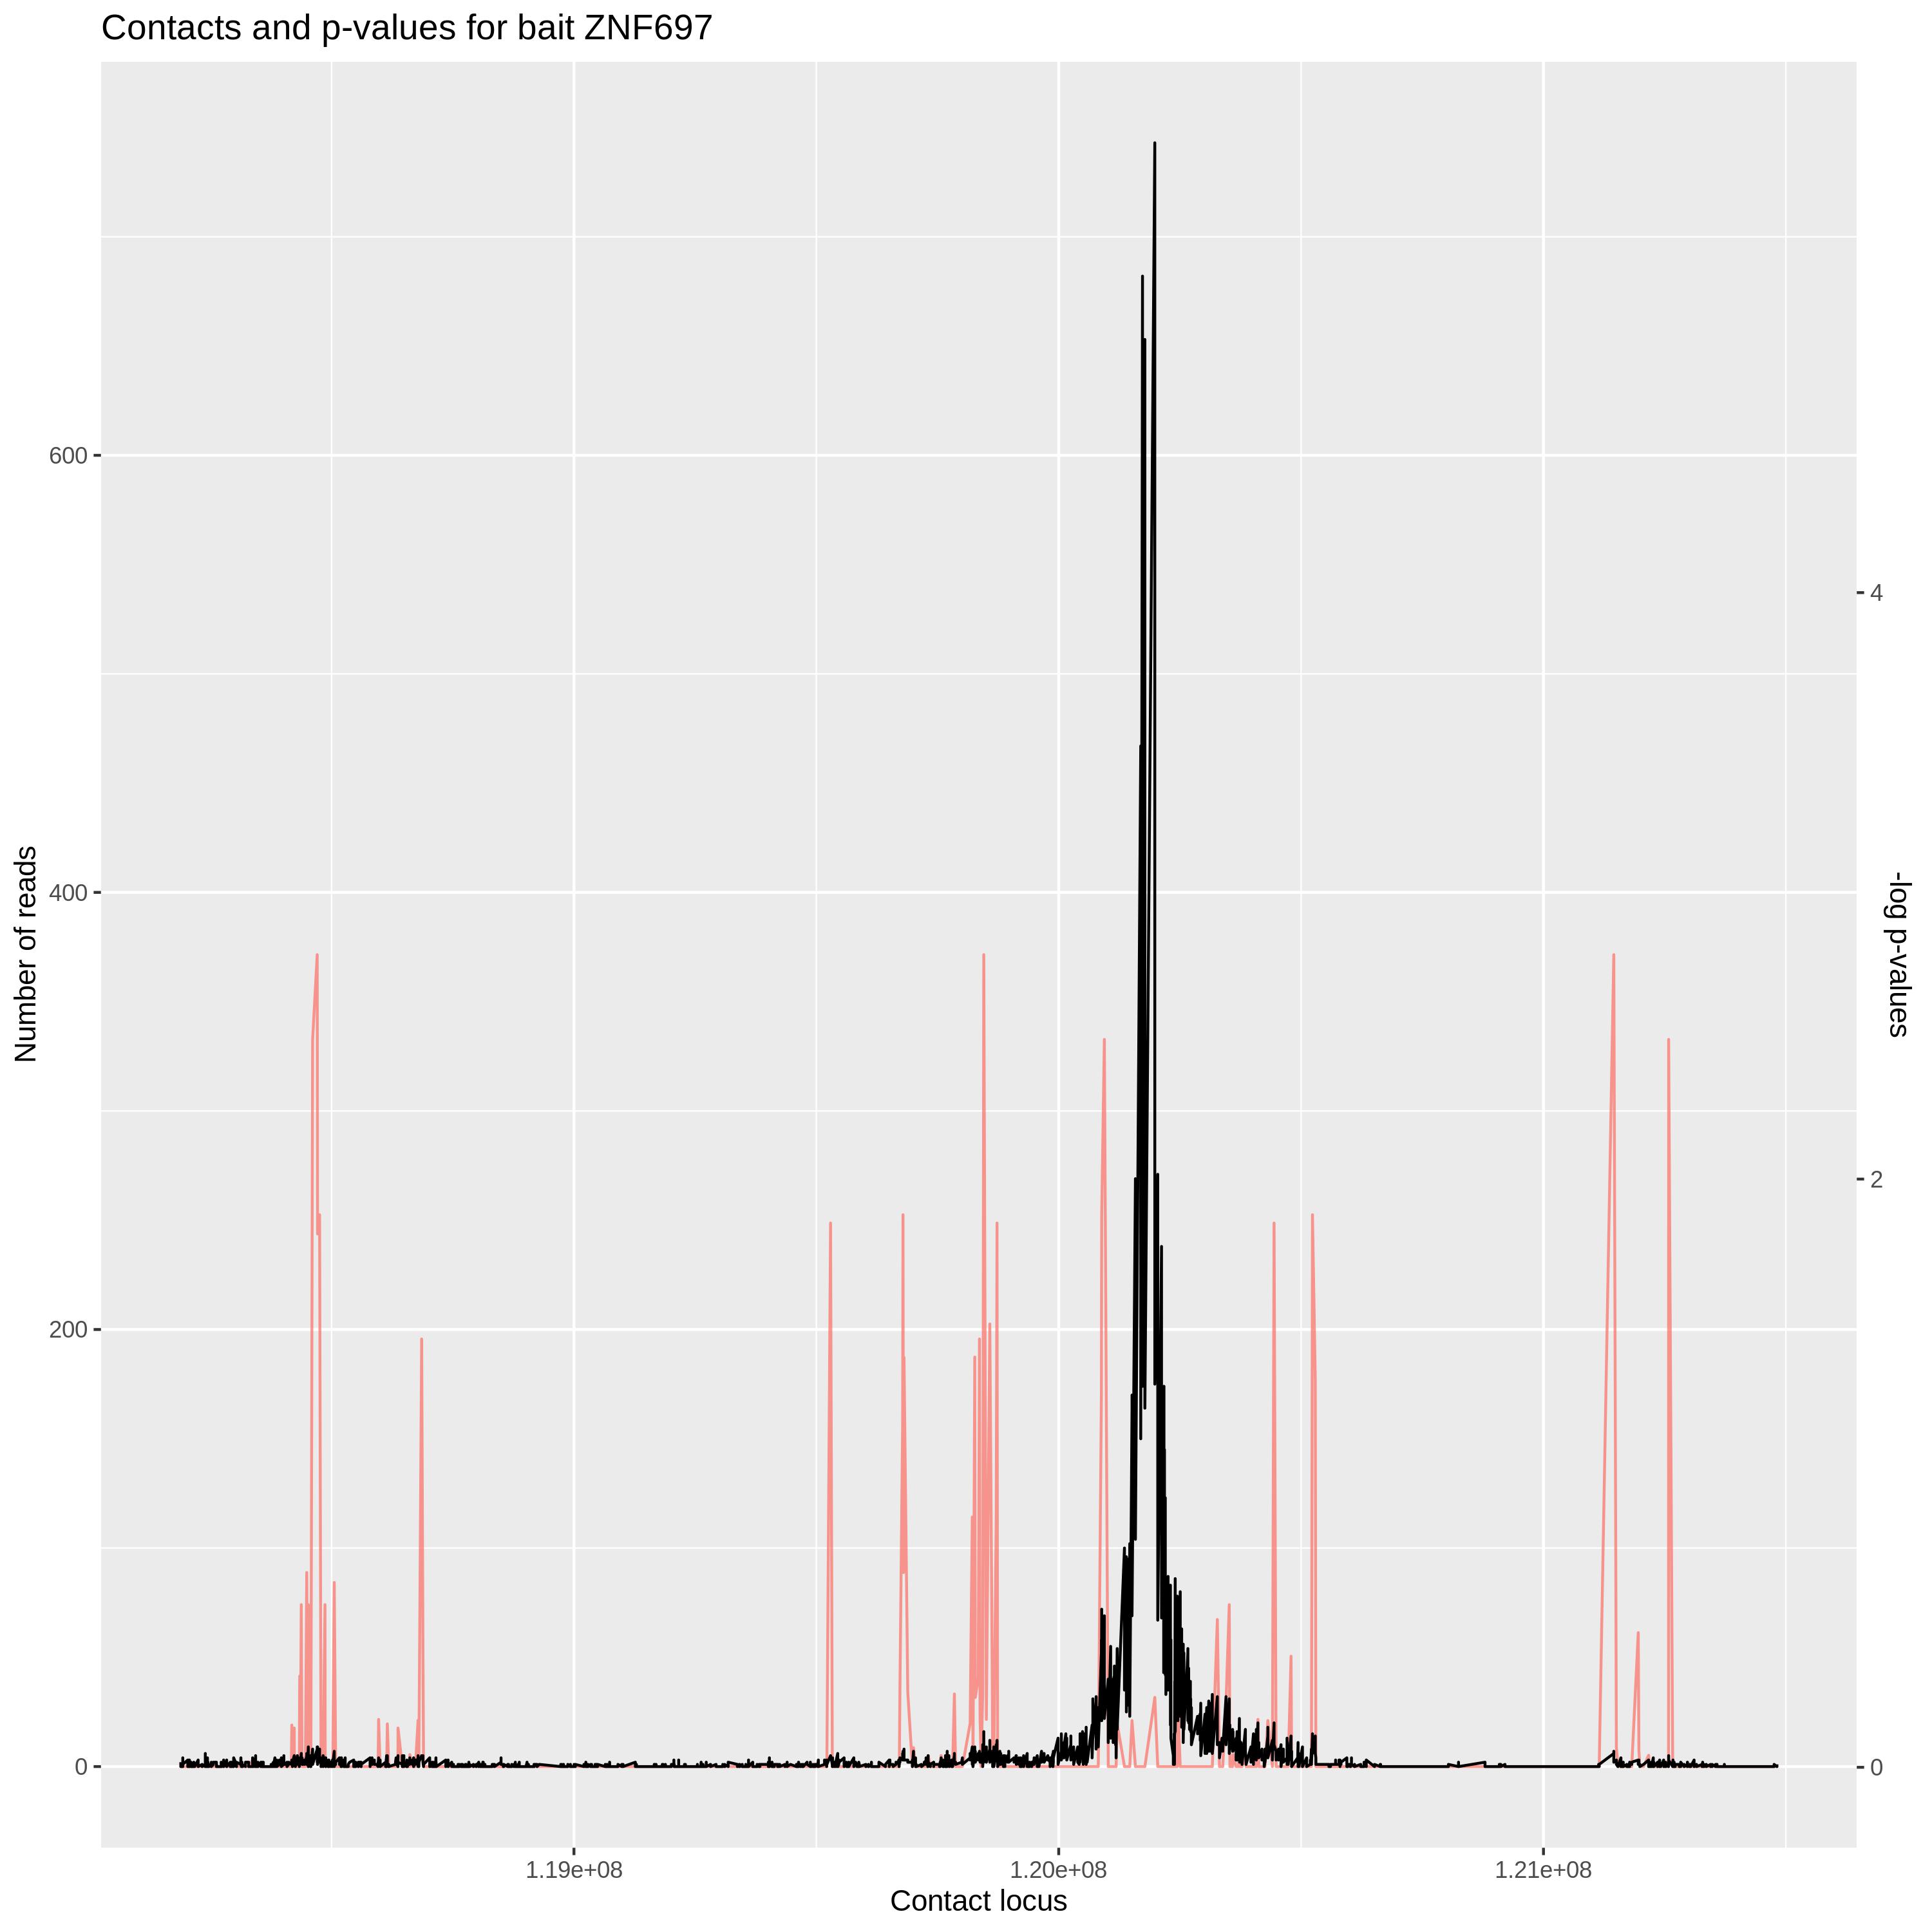 Contacts and p-values for bait ZNF697
600
400
200
0
Number of reads
4
2
0
-log p-values
1.19e+08
1.20e+08
1.21e+08
Contact locus